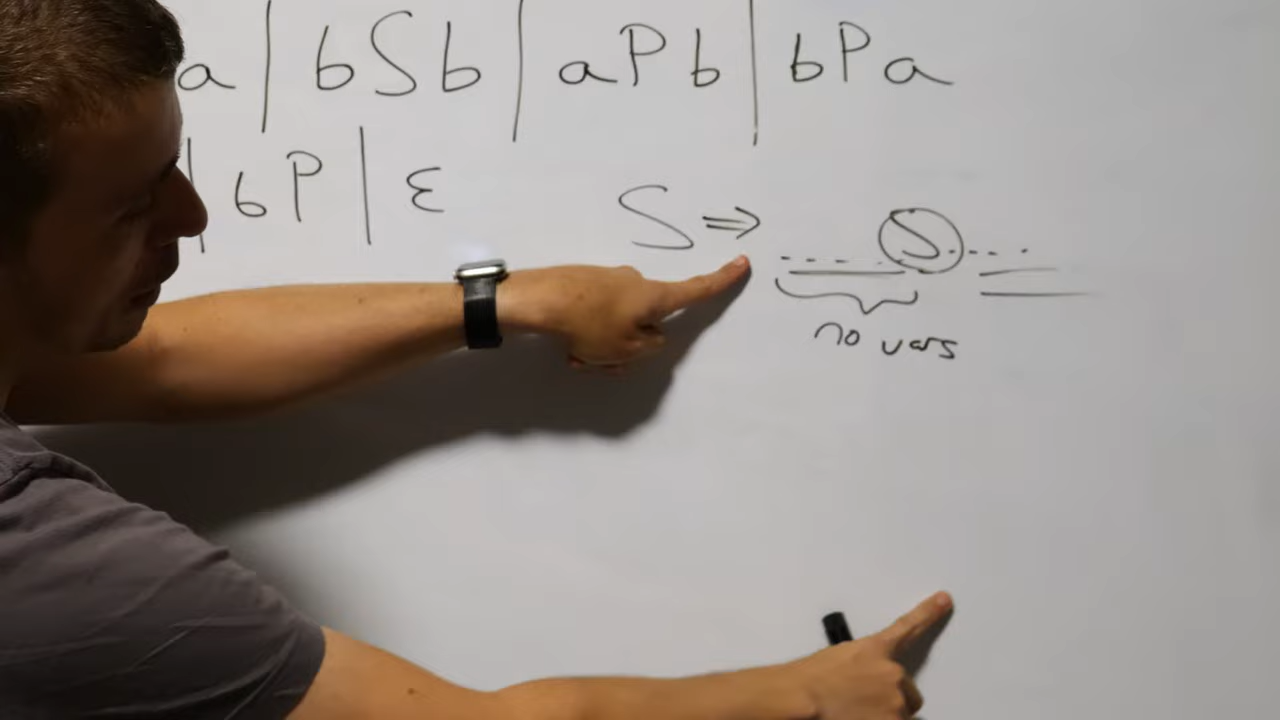 a | bSb | aPb | bPa
| bP | ε
S ⇒ .... S ....
no vars